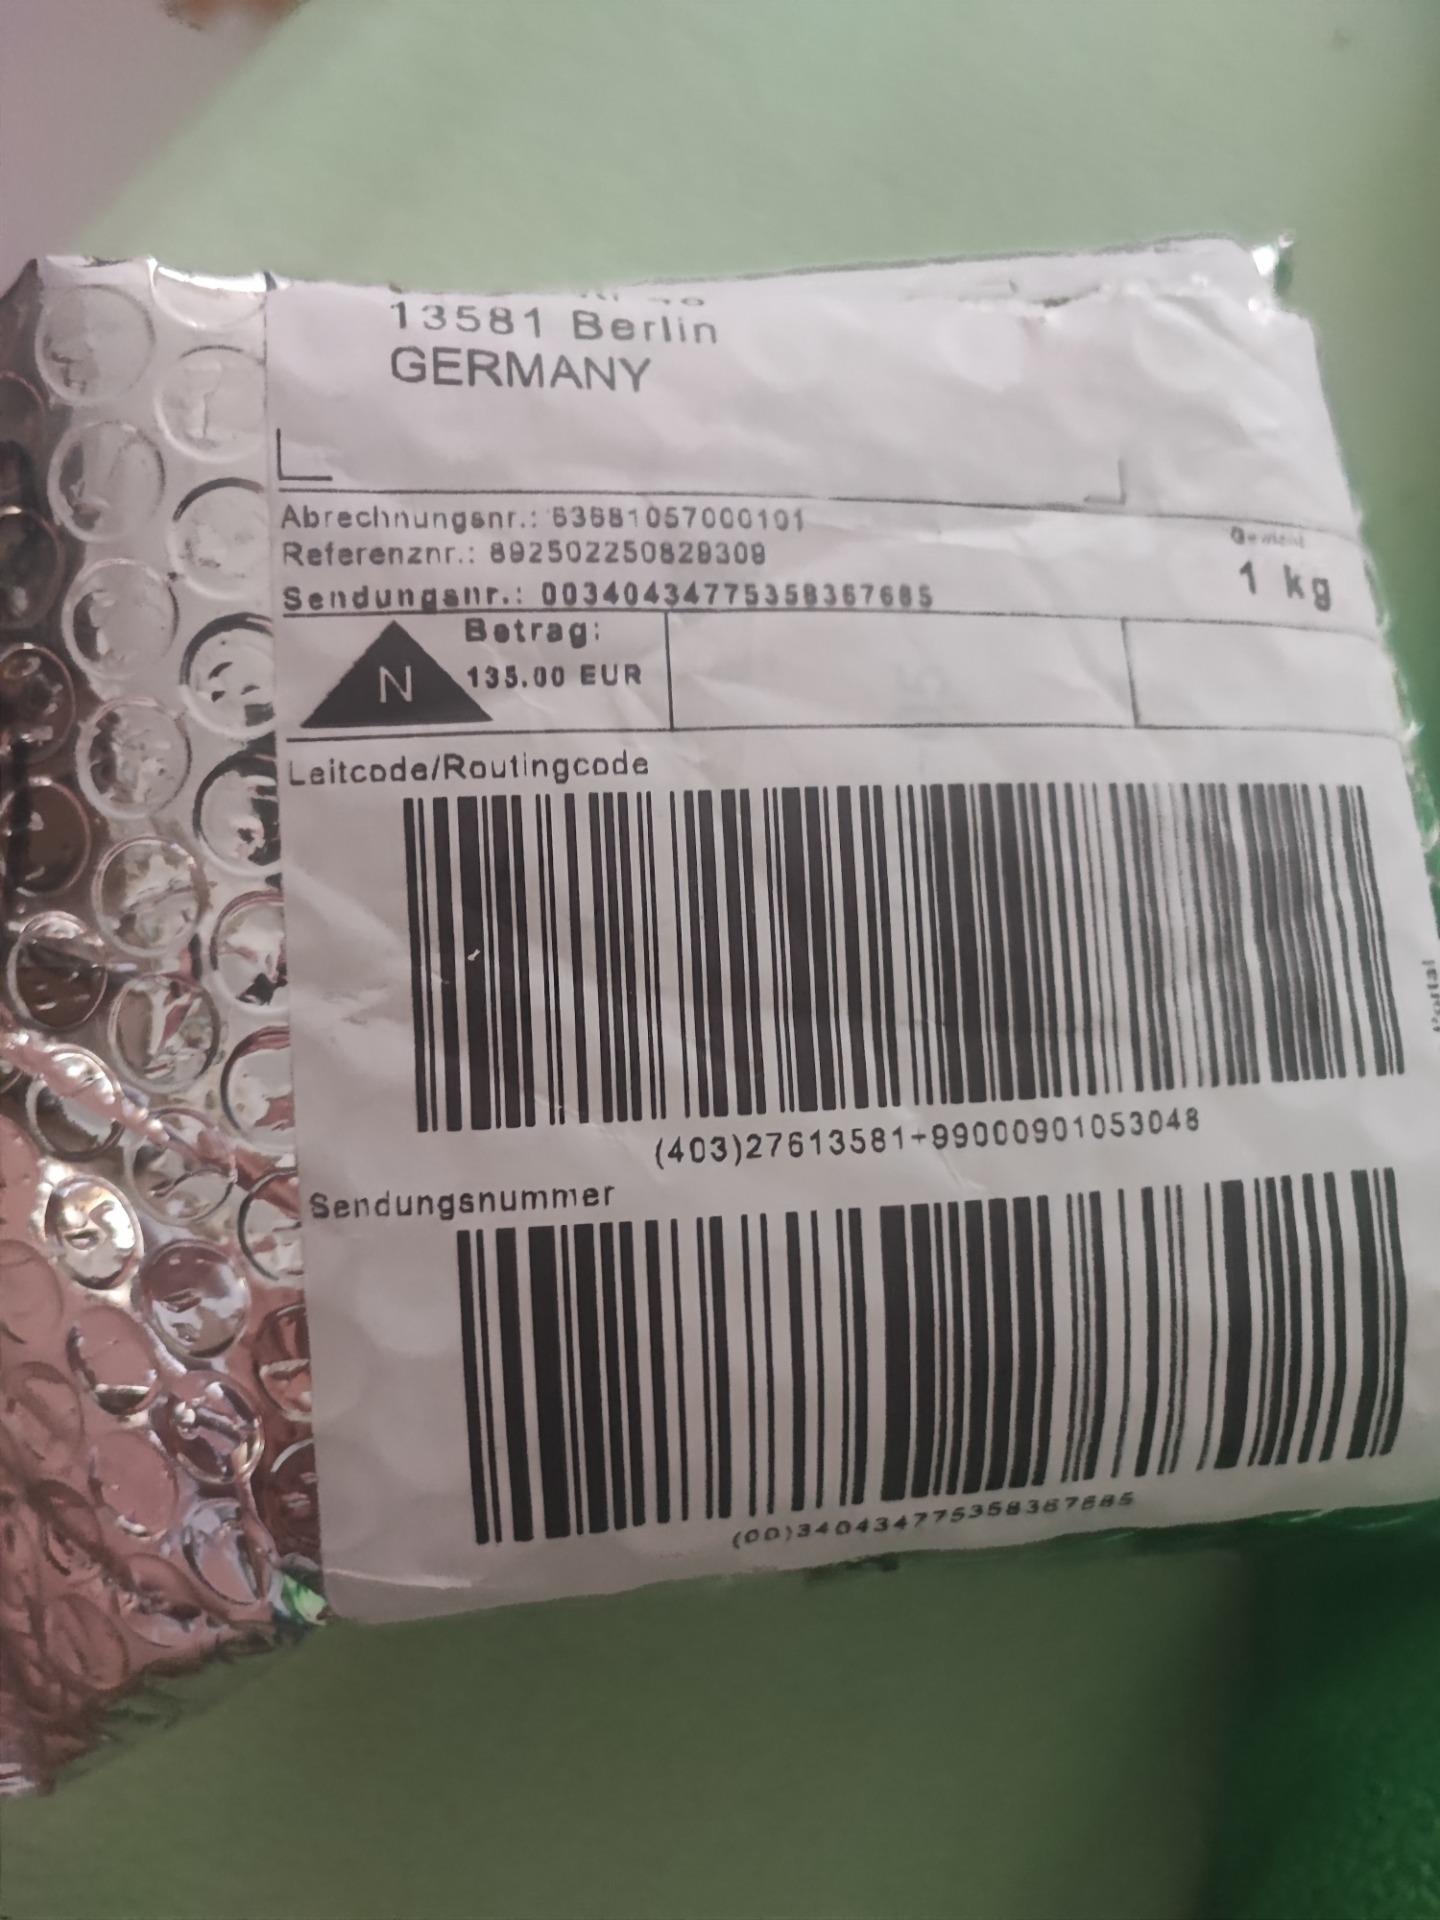 13581 Berlin
GERMANY
Abrechnungsnr.: 63681057000101
Referenznr.: 892502250829309
Gewicht
1 kg
Sendungsnr.: 00340434775358367685
Betrag:
N
135.00 EUR
Leitcode/Routingcode
(403)27613581+99000901053048
Portal
Sendungsnummer
(00)340434775358367685